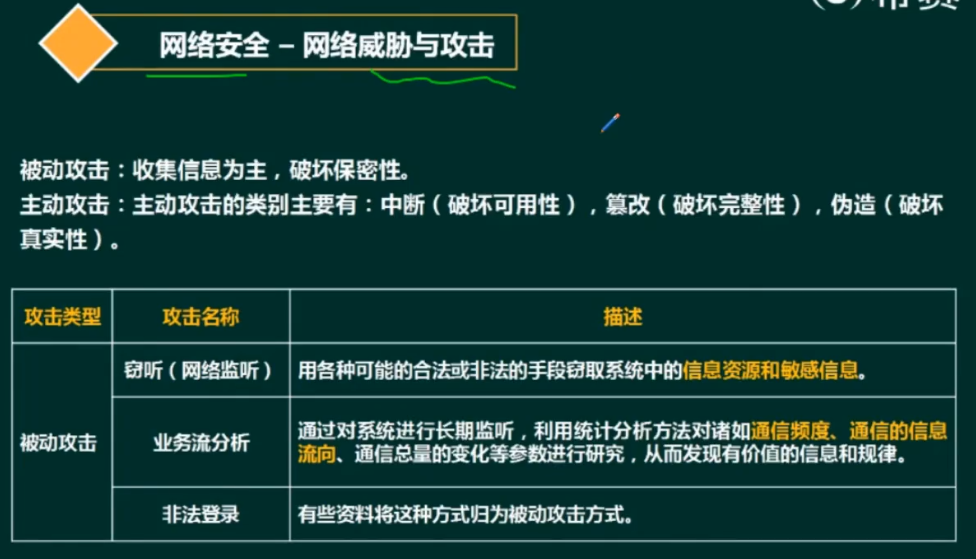 网络安全 – 网络威胁与攻击
被动攻击：收集信息为主，破坏保密性。
主动攻击：主动攻击的类别主要有：中断（破坏可用性），篡改（破坏完整性），伪造（破坏
真实性）。
攻击类型 攻击名称 描述
被动攻击
窃听（网络监听） 用各种可能的合法或非法的手段窃取系统中的信息资源和敏感信息。
业务流分析 通过对系统进行长期监听，利用统计分析方法对诸如通信频度、通信的信息
流向、通信总量的变化等参数进行研究，从而发现有价值的信息和规律。
非法登录 有些资料将这种方式归为被动攻击方式。